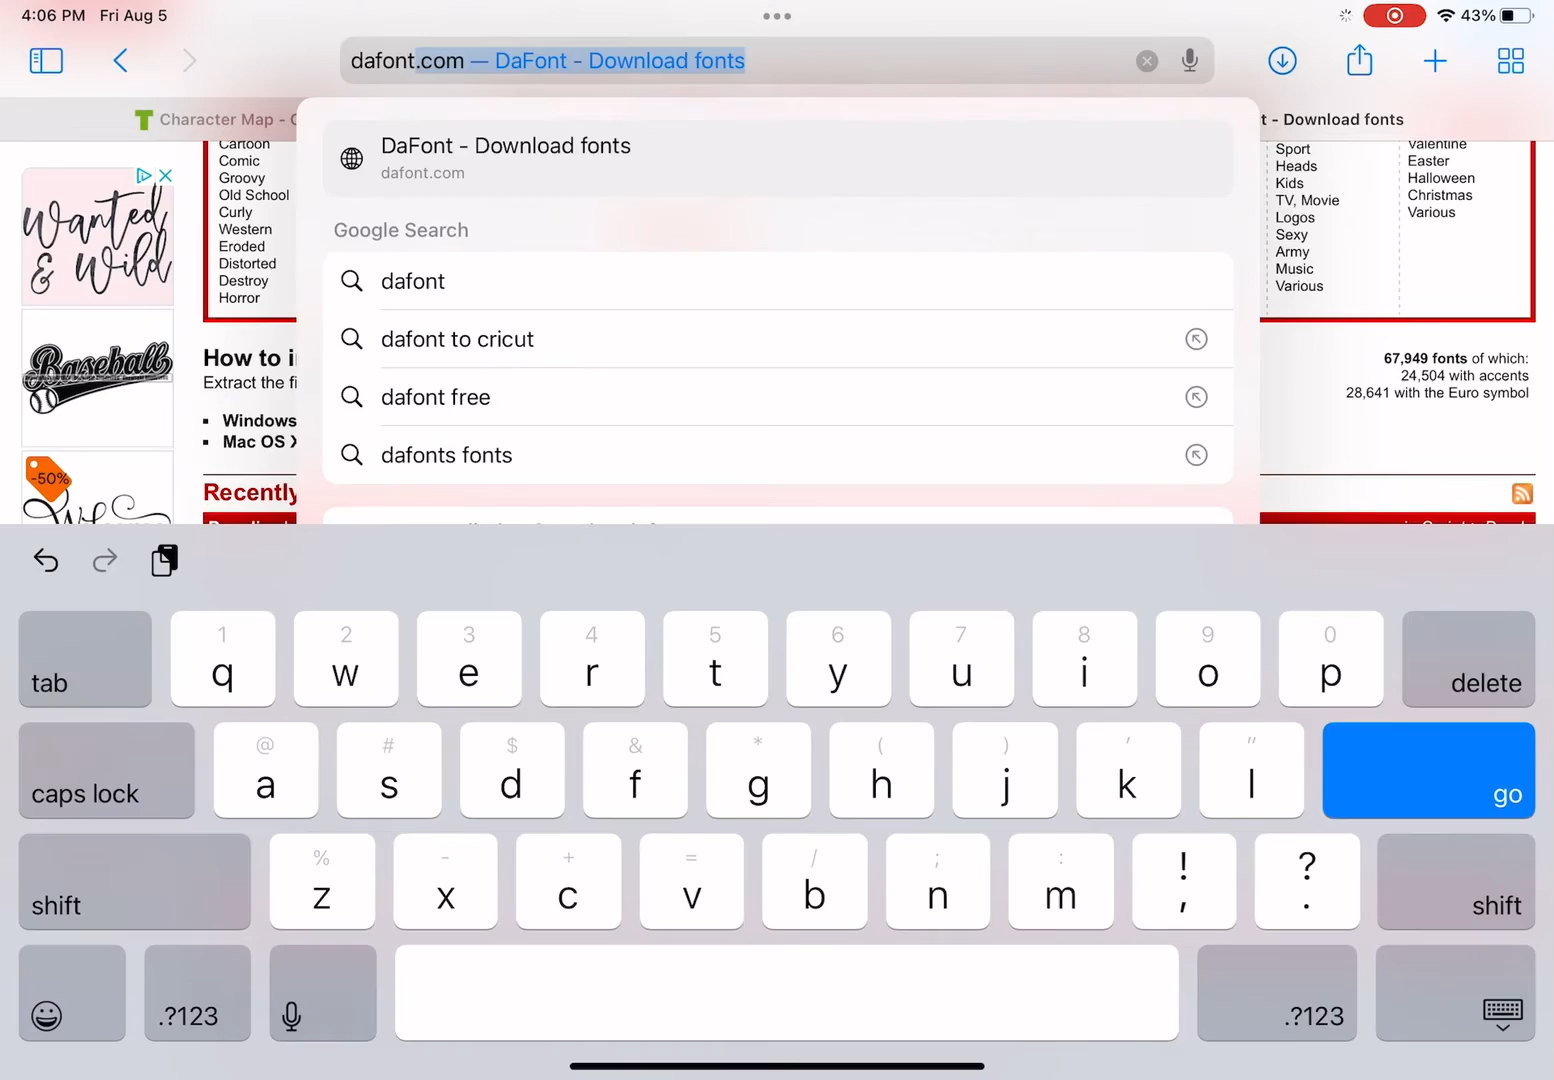 4:06 PM Fri Aug 5
43%
dafont.com — DaFont - Download fonts
Character Map -
t - Download fonts
DaFont - Download fonts
dafont.com
Google Search
dafont
dafont to cricut
dafont free
dafonts fonts
Cartoon
Comic
Groovy
Old School
Curly
Western
Eroded
Distorted
Destroy
Horror
Sport
Heads
Kids
TV, Movie
Logos
Sexy
Army
Music
Various
Valentine
Easter
Halloween
Christmas
Various
Wanted
& Wild
Baseball
-50%
How to i
Extract the fi
Windows
Mac OS X
Recently
67,949 fonts of which:
24,504 with accents
28,641 with the Euro symbol
tab
1 2 3 4 5 6 7 8 9 0
q w e r t y u i o p
delete
caps lock
@ # $ & * ( ) ' "
a s d f g h j k l
go
shift
% - + = / ; : ! ?
z x c v b n m , .
shift
.?123
.?123